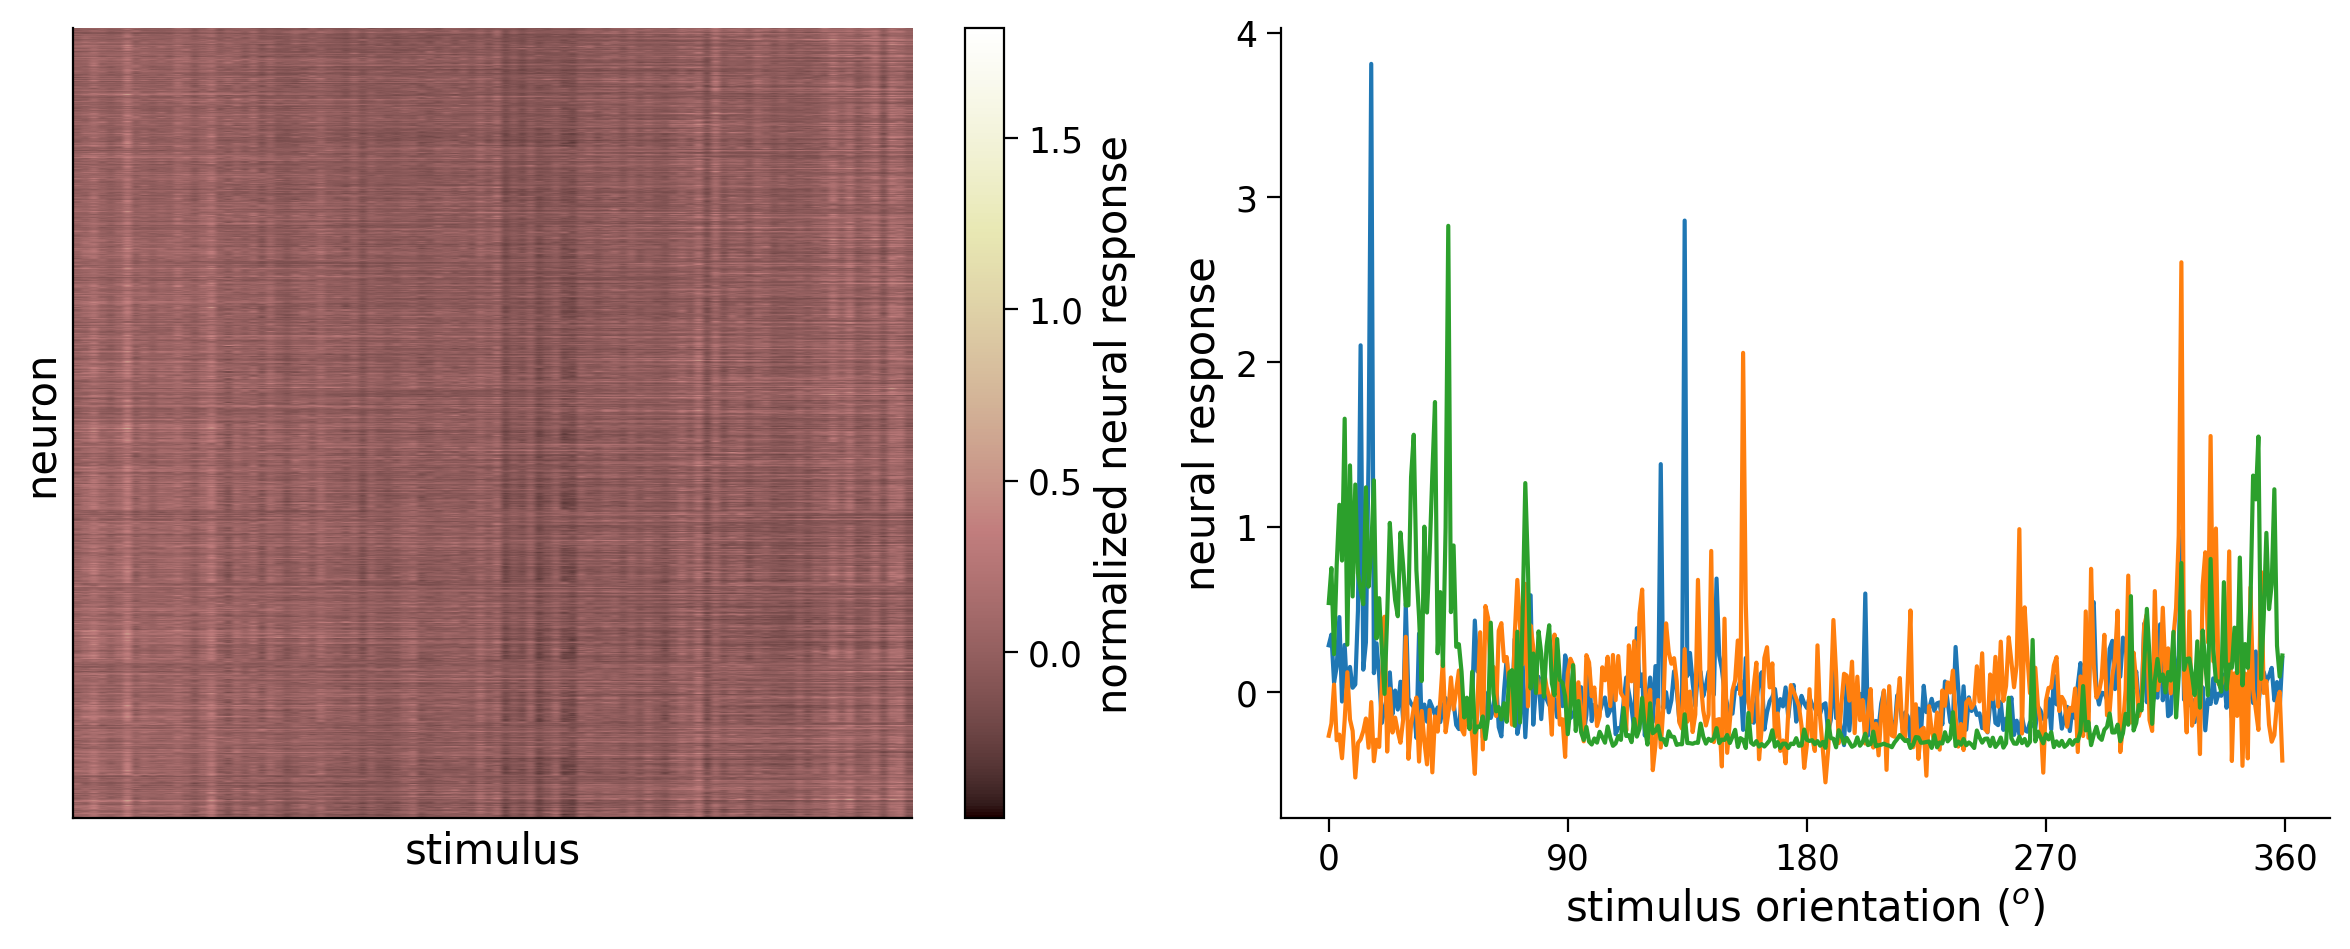 neuron
stimulus
1.5
1.0
0.5
0.0
normalized neural response
4
3
2
1
0
neural response
0 90 180 270 360
stimulus orientation (°)